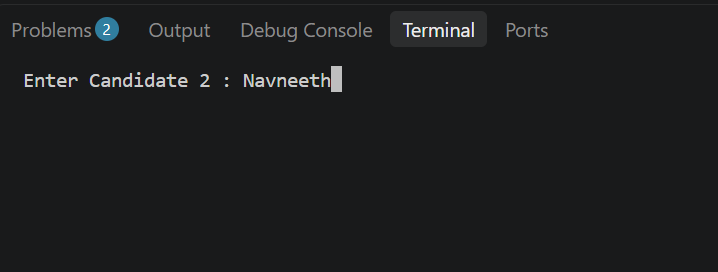 Problems 2 Output Debug Console Terminal Ports
Enter Candidate 2 : Navneeth